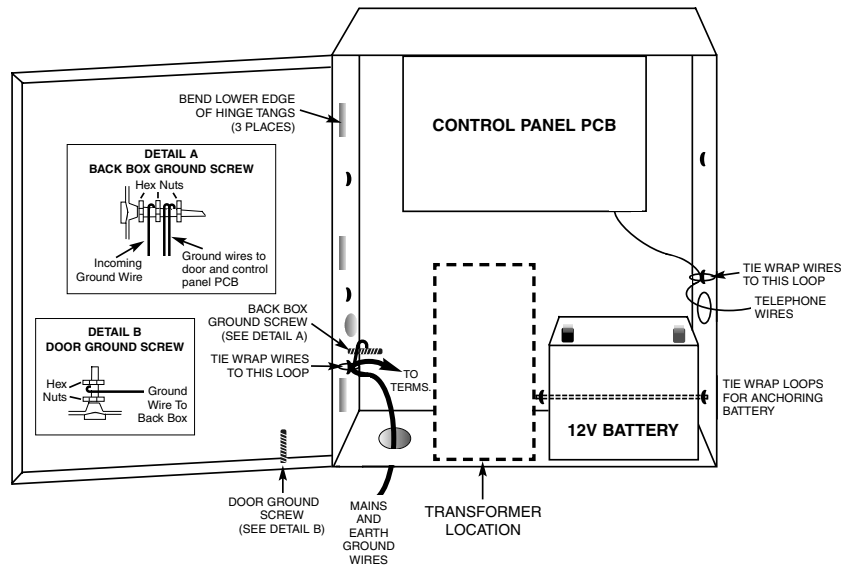 BEND LOWER EDGE
OF HINGE TANGS
(3 PLACES)
CONTROL PANEL PCB
DETAIL A
BACK BOX GROUND SCREW
Hex Nuts
Incoming
Ground Wire
Ground wires to
door and control
panel PCB
TIE WRAP WIRES
TO THIS LOOP
TELEPHONE
WIRES
BACK BOX
GROUND SCREW
(SEE DETAIL A)
TIE WRAP WIRES
TO THIS LOOP
TO
TERMS.
DETAIL B
DOOR GROUND SCREW
Hex
Nuts
Ground
Wire To
Back Box
TIE WRAP LOOPS
FOR ANCHORING
BATTERY
12V BATTERY
DOOR GROUND
SCREW
(SEE DETAIL B)
MAINS
AND
EARTH
GROUND
WIRES
TRANSFORMER
LOCATION